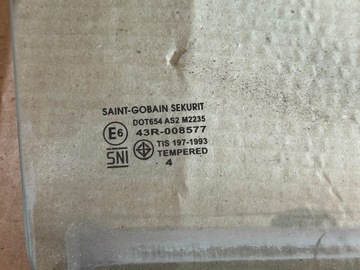 SAINT-GOBAIN SEKURIT
DOT654 AS2 M2235
E6 43R-008577
SNI TIS 197-1993
TEMPERED
4